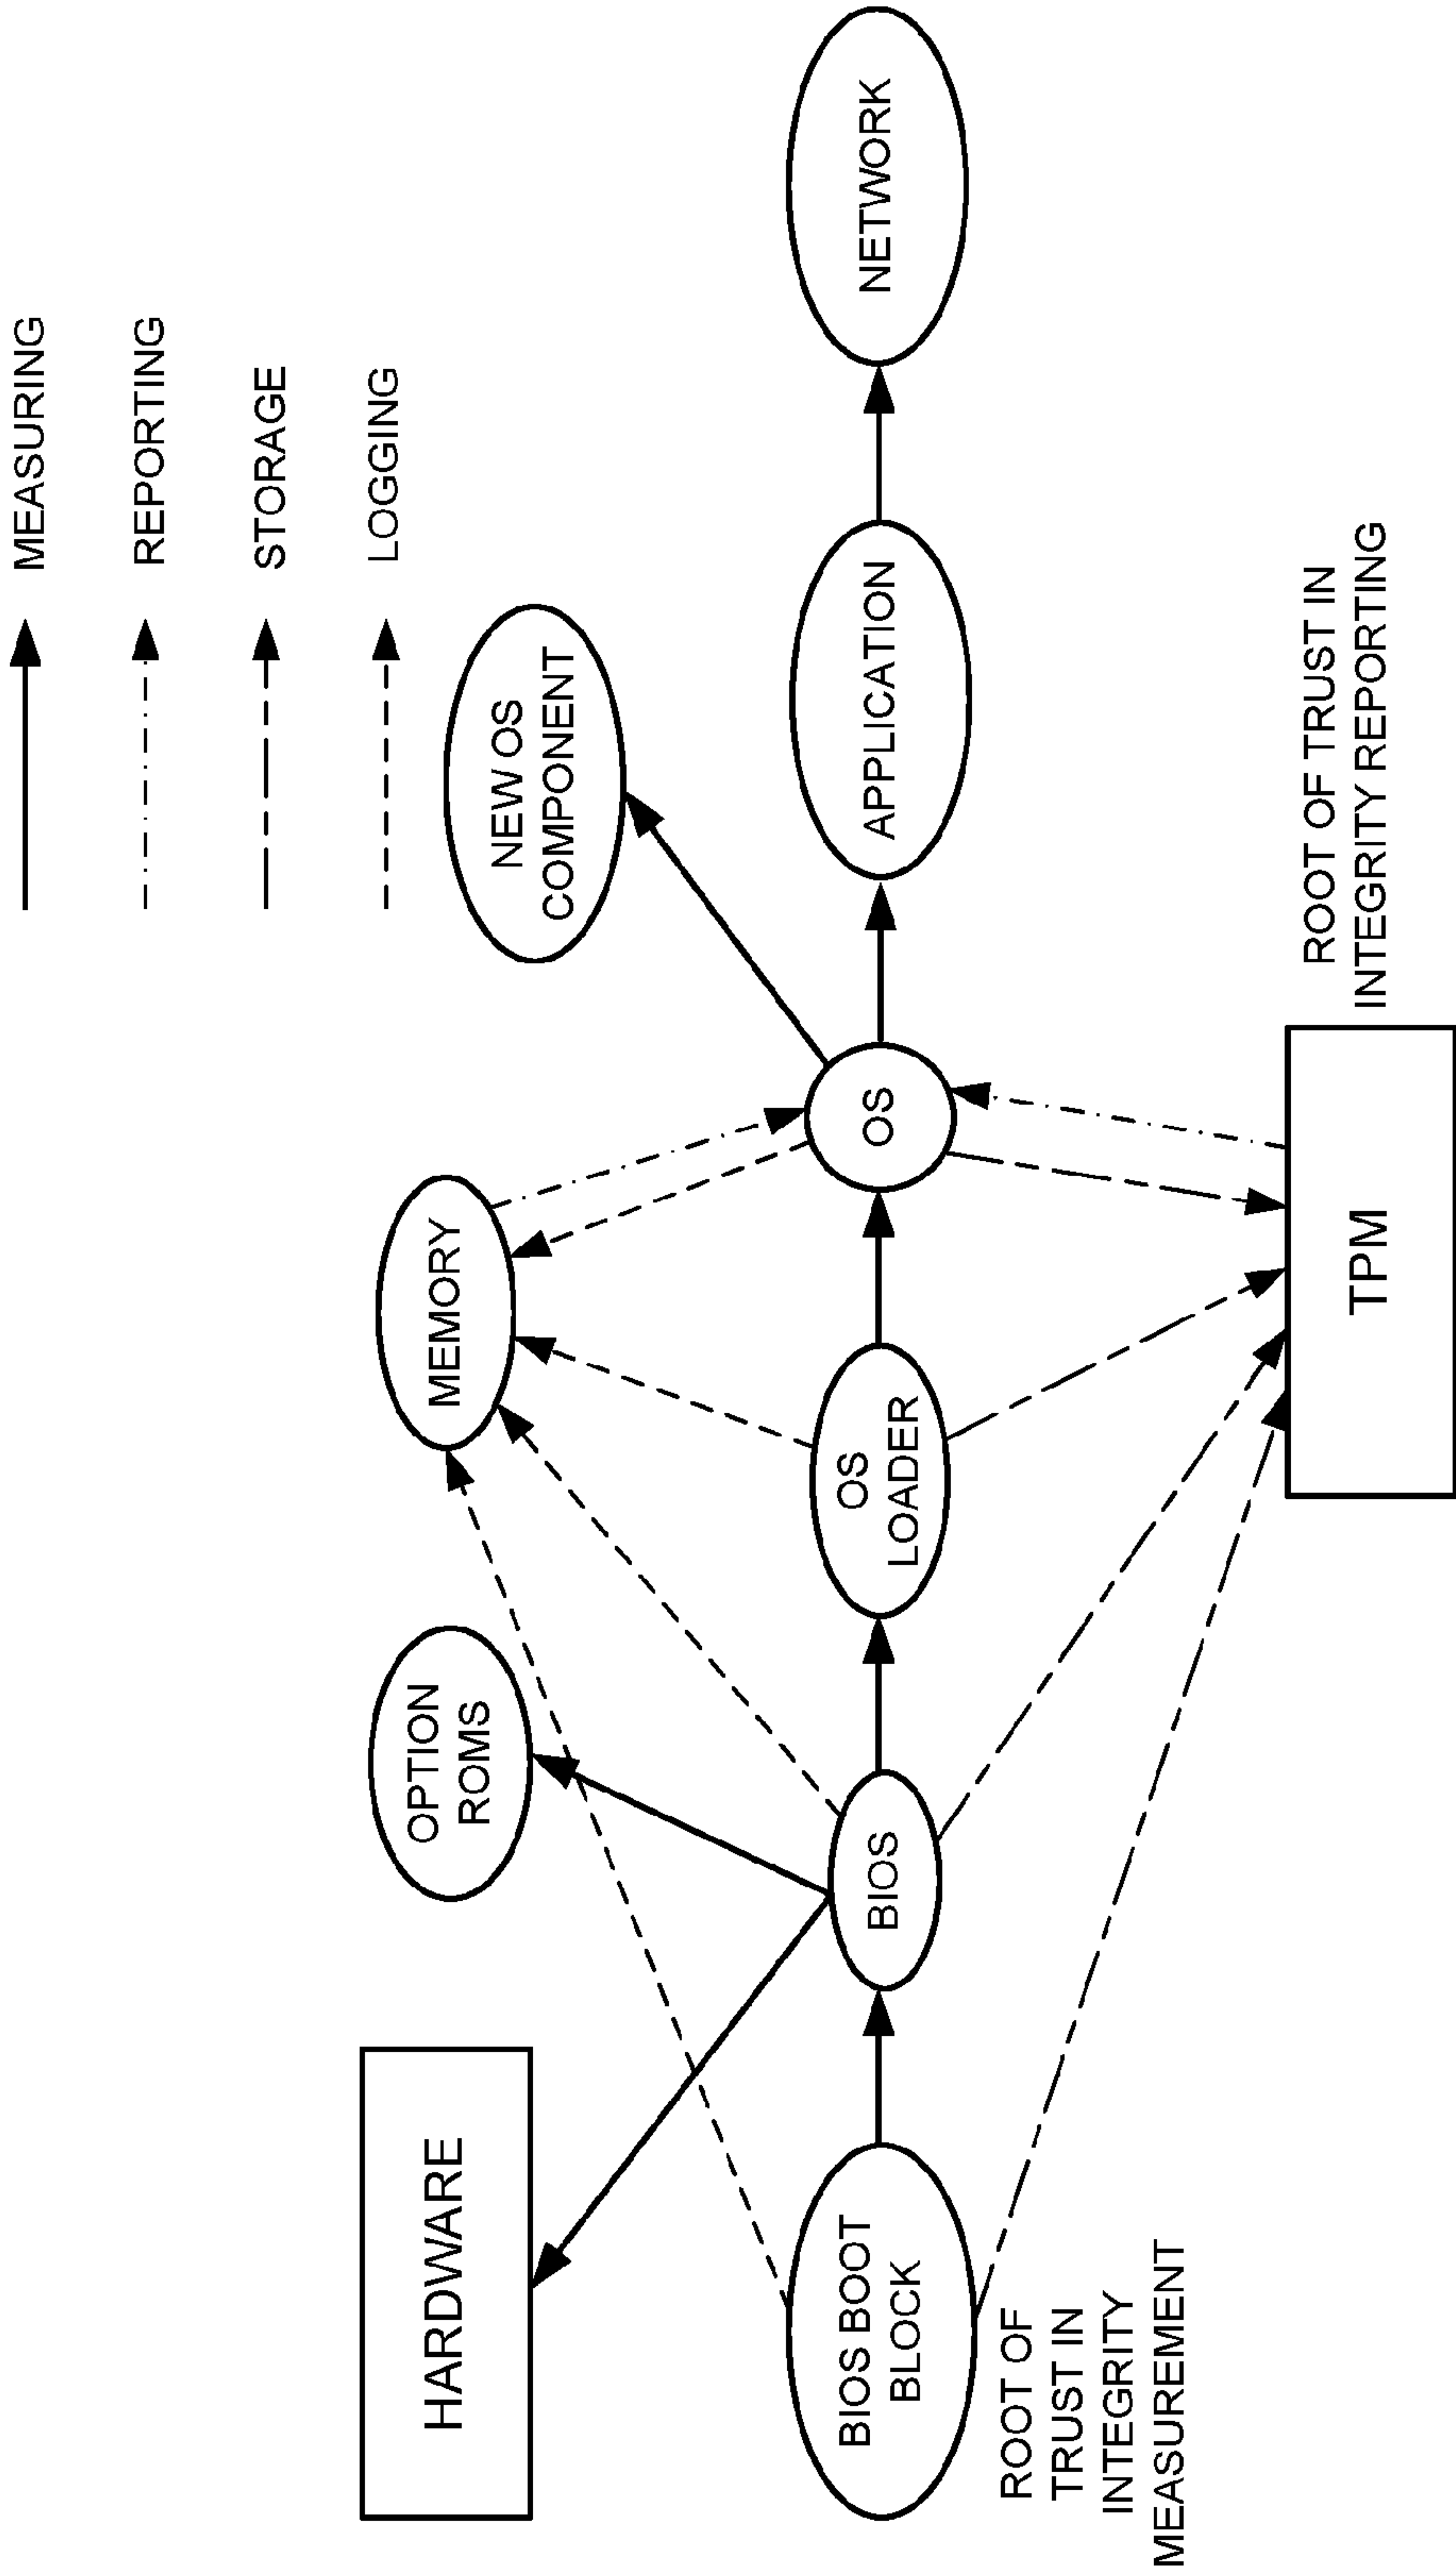 MEASURING
REPORTING
STORAGE
LOGGING
HARDWARE
OPTION
ROMS
MEMORY
NEW OS
COMPONENT
BIOS BOOT
BLOCK
BIOS
OS
LOADER
OS
APPLICATION
NETWORK
ROOT OF
TRUST IN
INTEGRITY
MEASUREMENT
TPM
ROOT OF TRUST IN
INTEGRITY REPORTING